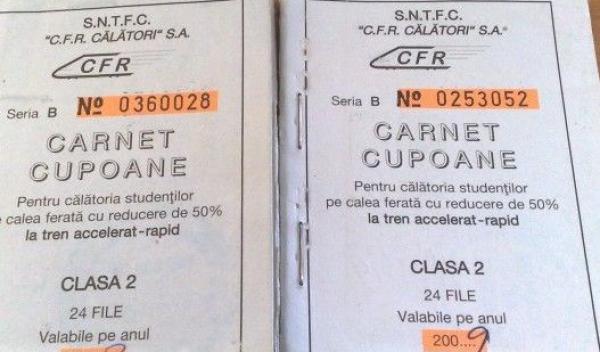 S.N.T.F.C.
"C.F.R. CĂLĂTORI" S.A.
CFR
Seria B Nº 0360028
CARNET
CUPOANE
Pentru călătoria studenţilor
e calea ferată cu reducere de 50%
la tren accelerat-rapid
CLASA 2
24 FILE
Valabile pe anul
S.N.T.F.C.
"C.F.R. CĂLĂTORI" S.A.
CFR
Seria B Nº 0253052
CARNET
CUPOANE
Pentru călătoria studenţilor
pe calea ferată cu reducere de 50%
la tren accelerat-rapid
CLASA 2
24 FILE
Valabile pe anul
200....9